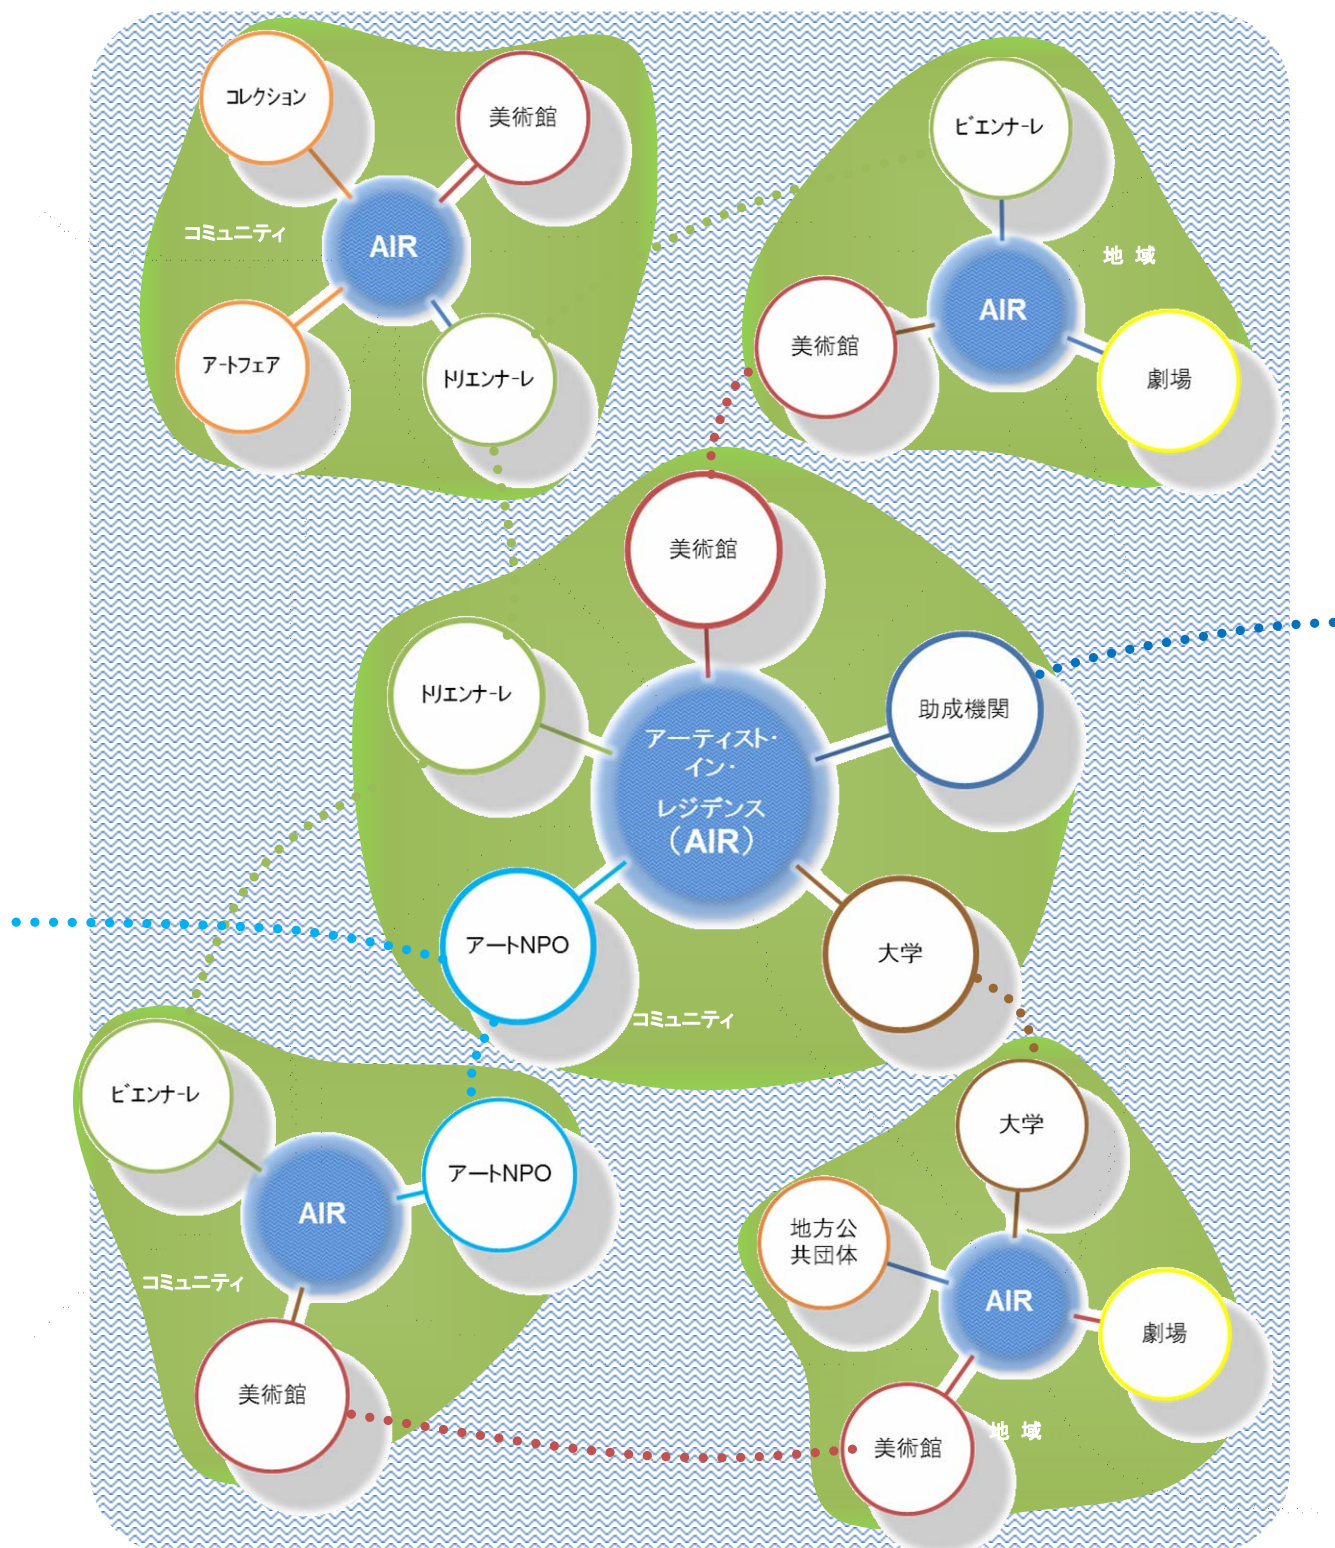 コレクション
美術館
コミュニティ
AIR
アートフェア
トリエンナーレ
ビエンナーレ
地 域
AIR
美術館
劇場
美術館
トリエンナーレ
助成機関
アーティスト・
イン・
レジデンス
（AIR）
アートNPO
大学
コミュニティ
ビエンナーレ
アートNPO
AIR
コミュニティ
美術館
大学
地方公
共団体
AIR
劇場
美術館
地 域